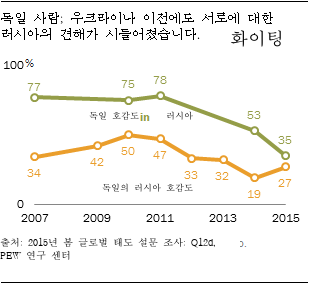 독일 사람; 우크라이나 이전에도 서로에 대한
러시아의 견해가 시들어졌습니다.
화이팅
100%
77
75
78
53
35
독일 호감도in 러시아
34
42
50
47
33
32
19
27
독일의 러시아 호감도
0
2007
2009
2011
2013
2015
출처: 2015년 봄 글로벌 태도 설문 조사: Q12d,
PEW 연구 센터